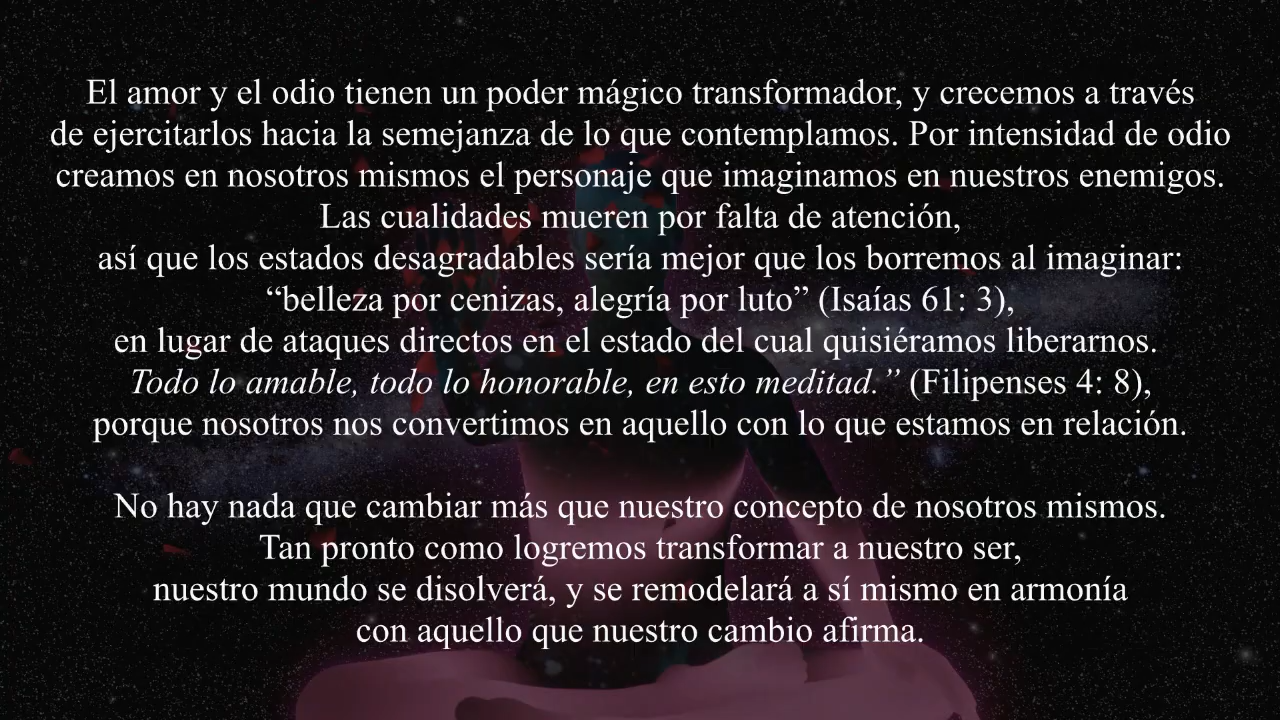 El amor y el odio tienen un poder mágico transformador, y crecemos a través
de ejercitarlos hacia la semejanza de lo que contemplamos. Por intensidad de odio
creamos en nosotros mismos el personaje que imaginamos en nuestros enemigos.
Las cualidades mueren por falta de atención,
así que los estados desagradables sería mejor que los borremos al imaginar:
“belleza por cenizas, alegría por luto” (Isaías 61: 3),
en lugar de ataques directos en el estado del cual quisiéramos liberarnos.
Todo lo amable, todo lo honorable, en esto meditad.” (Filipenses 4: 8),
porque nosotros nos convertimos en aquello con lo que estamos en relación.
No hay nada que cambiar más que nuestro concepto de nosotros mismos.
Tan pronto como logremos transformar a nuestro ser,
nuestro mundo se disolverá, y se remodelará a sí mismo en armonía
con aquello que nuestro cambio afirma.